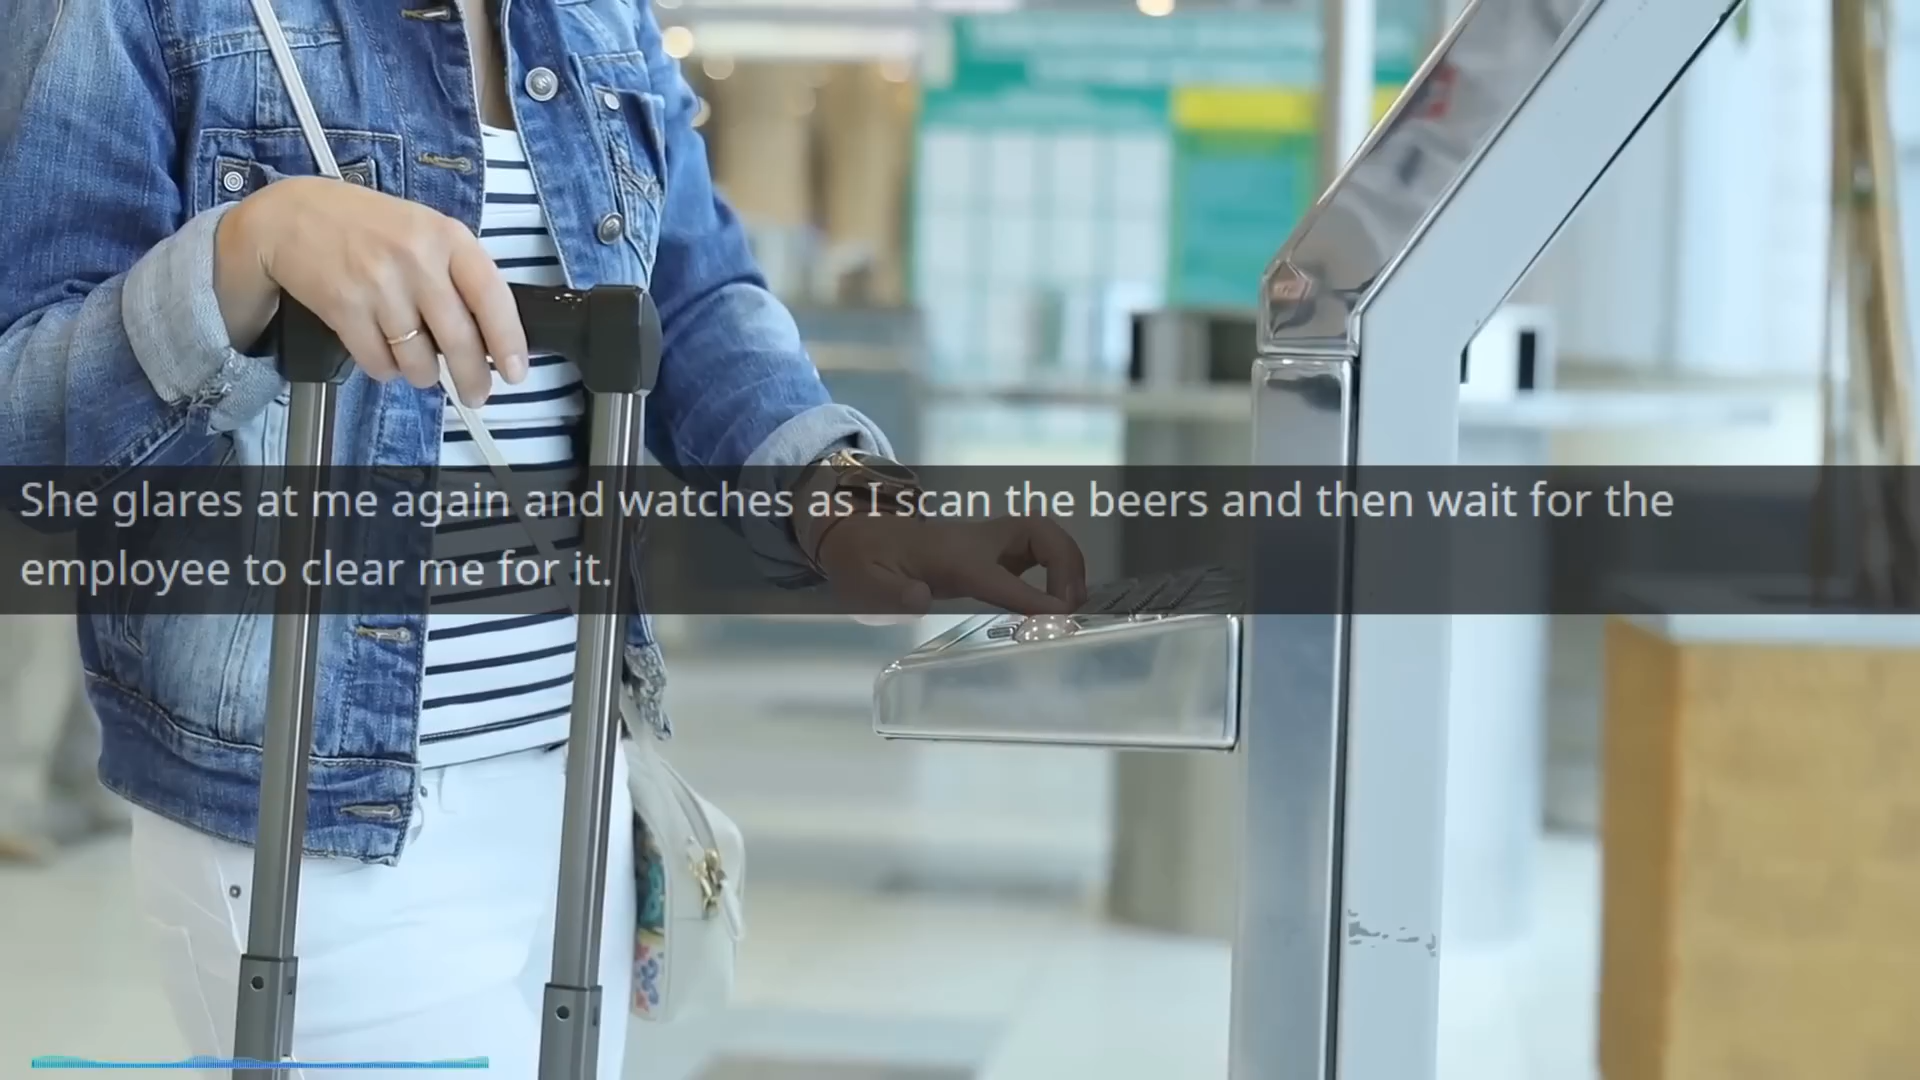 She glares at me again and watches as I scan the beers and then wait for the
employee to clear me for it.